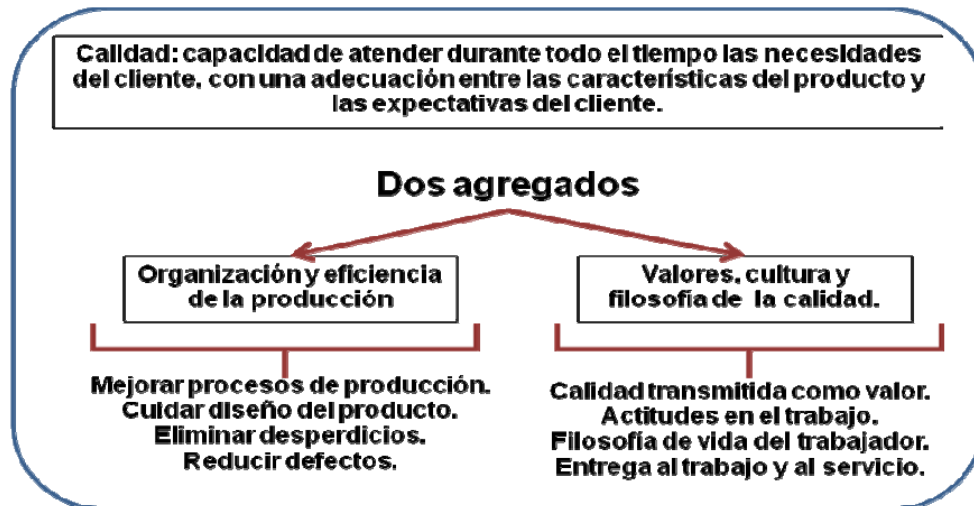 Calidad: capacidad de atender durante todo el tiempo las necesidades
del cliente, con una adecuación entre las características del producto y
las expectativas del cliente.
Dos agregados
Organización y eficiencia
de la producción
Mejorar procesos de producción.
Cuidar diseño del producto.
Eliminar desperdicios.
Reducir defectos.
Valores, cultura y
filosofía de la calidad.
Calidad transmitida como valor.
Actitudes en el trabajo.
Filosofía de vida del trabajador.
Entrega al trabajo y al servicio.